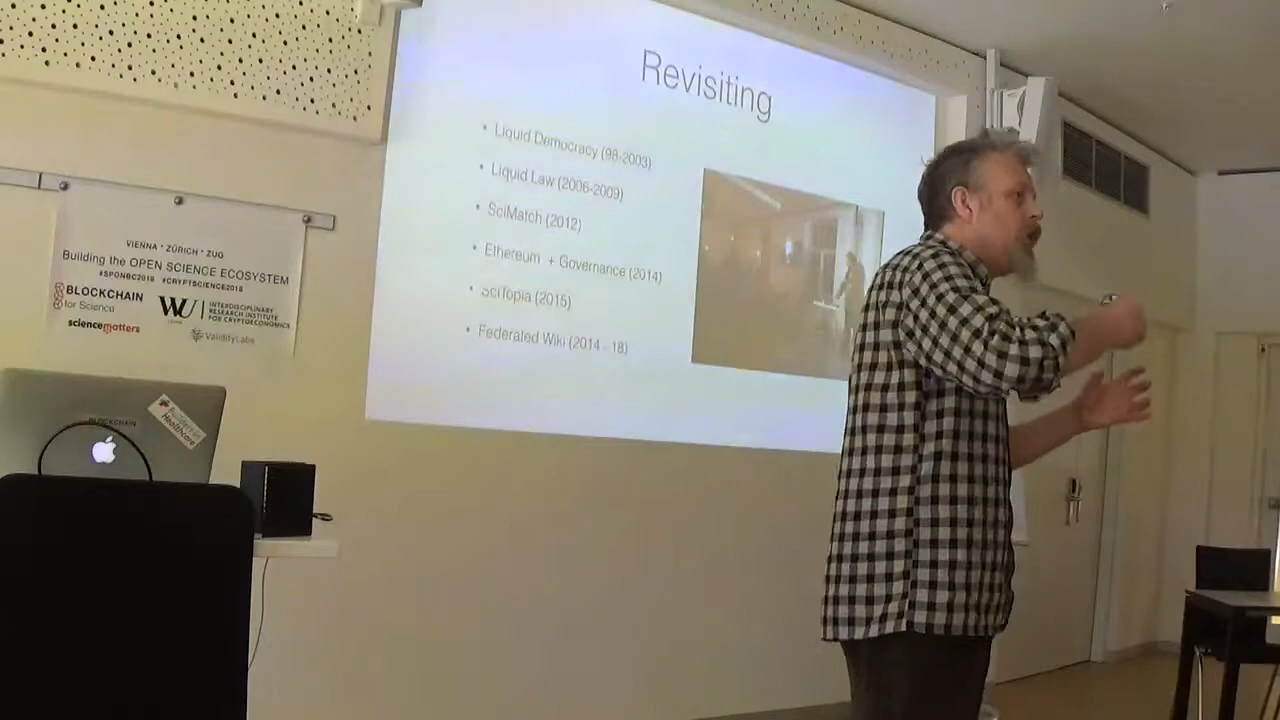 Revisiting
• Liquid Democracy (98-2003)
• Liquid Law (2006-2009)
• SciMatch (2012)
• Ethereum + Governance (2014)
• SciTopia (2015)
• Federated Wiki (2014 - 18)
VIENNA * ZÜRICH * ZUG
Building the OPEN SCIENCE ECOSYSTEM
#SPONBC2018 #CRYPTSCIENCE2018
BLOCKCHAIN
for Science
WU
INTERDISCIPLINARY
RESEARCH INSTITUTE
FOR CRYPTOECONOMICS
sciencematters
ValidityLabs
BLOCKCHAIN
Healthcare